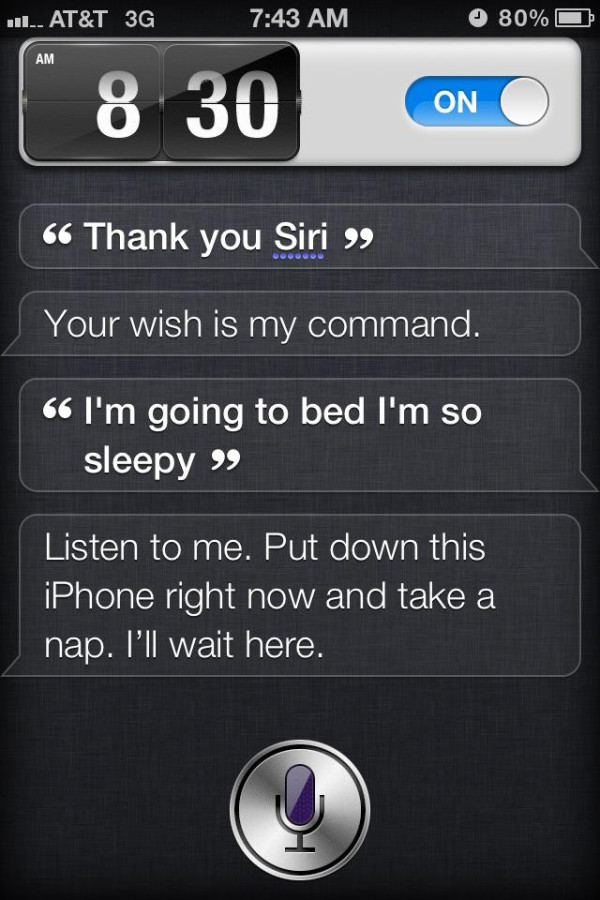 AT&T 3G 7:43 AM 80%
AM
8 30
ON
“ Thank you Siri ”
Your wish is my command.
“ I'm going to bed I'm so
sleepy ”
Listen to me. Put down this
iPhone right now and take a
nap. I’ll wait here.